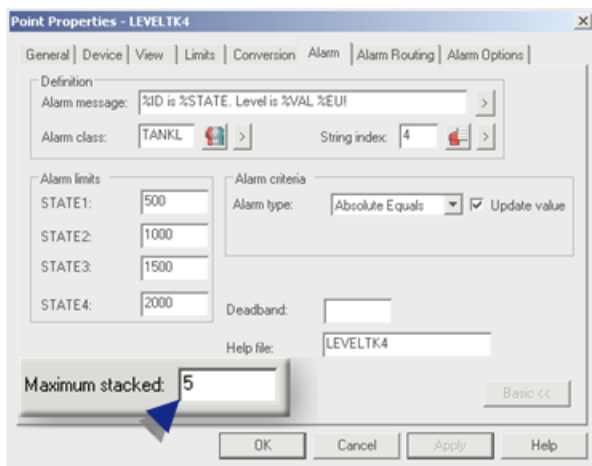 Point Properties - LEVELTK4
General Device View Limits Conversion Alarm Alarm Routing Alarm Options
Definition
Alarm message: %ID is %STATE. Level is %VAL %EU! >
Alarm class: TANKL > String index: 4 >
Alarm limits
STATE1: 500
STATE2: 1000
STATE3: 1500
STATE4: 2000
Alarm criteria
Alarm type: Absolute Equals Update value
Deadband:
Help file: LEVELTK4
Maximum stacked: 5
Basic <<
OK Cancel Apply Help